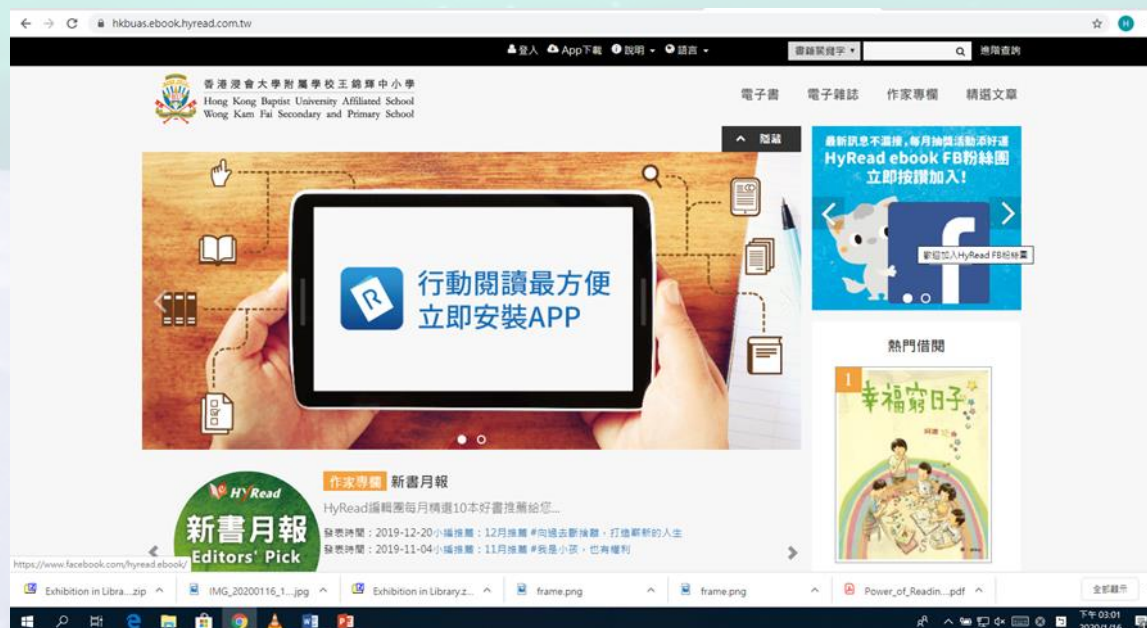 hkbuas.ebook.hyread.com.tw
H
登入 App下載 說明 語言 書籍關鍵字 進階查詢
香港浸會大學附屬學校王錦輝中小學
Hong Kong Baptist University Affiliated School
Wong Kam Fai Secondary and Primary School
電子書 電子雜誌 作家專欄 精選文章
隱藏
行動閱讀最方便
立即安裝APP
最新訊息不漏接,每月抽獎活動添好運
HyRead ebook FB粉絲團
立即按讚加入!
歡迎加入HyRead FB粉絲團
熱門借閱
1
幸福窮日子
HyRead
新書月報
Editors' Pick
作家專欄 新書月報
HyRead編輯團每月精選10本好書推薦給您...
發表時間:2019-12-20小編推薦:12月推薦 #向過去斷捨離,打造嶄新的人生
發表時間:2019-11-04小編推薦:11月推薦 #我是小孩,也有權利
https://www.facebook.com/hyread.ebook/
Exhibition in Libra....zip
IMG_20200116_1....jpg
Exhibition in Library.z...
frame.png
frame.png
Power_of_Readin....pdf
全部顯示
下午 03:01
2020/1/16